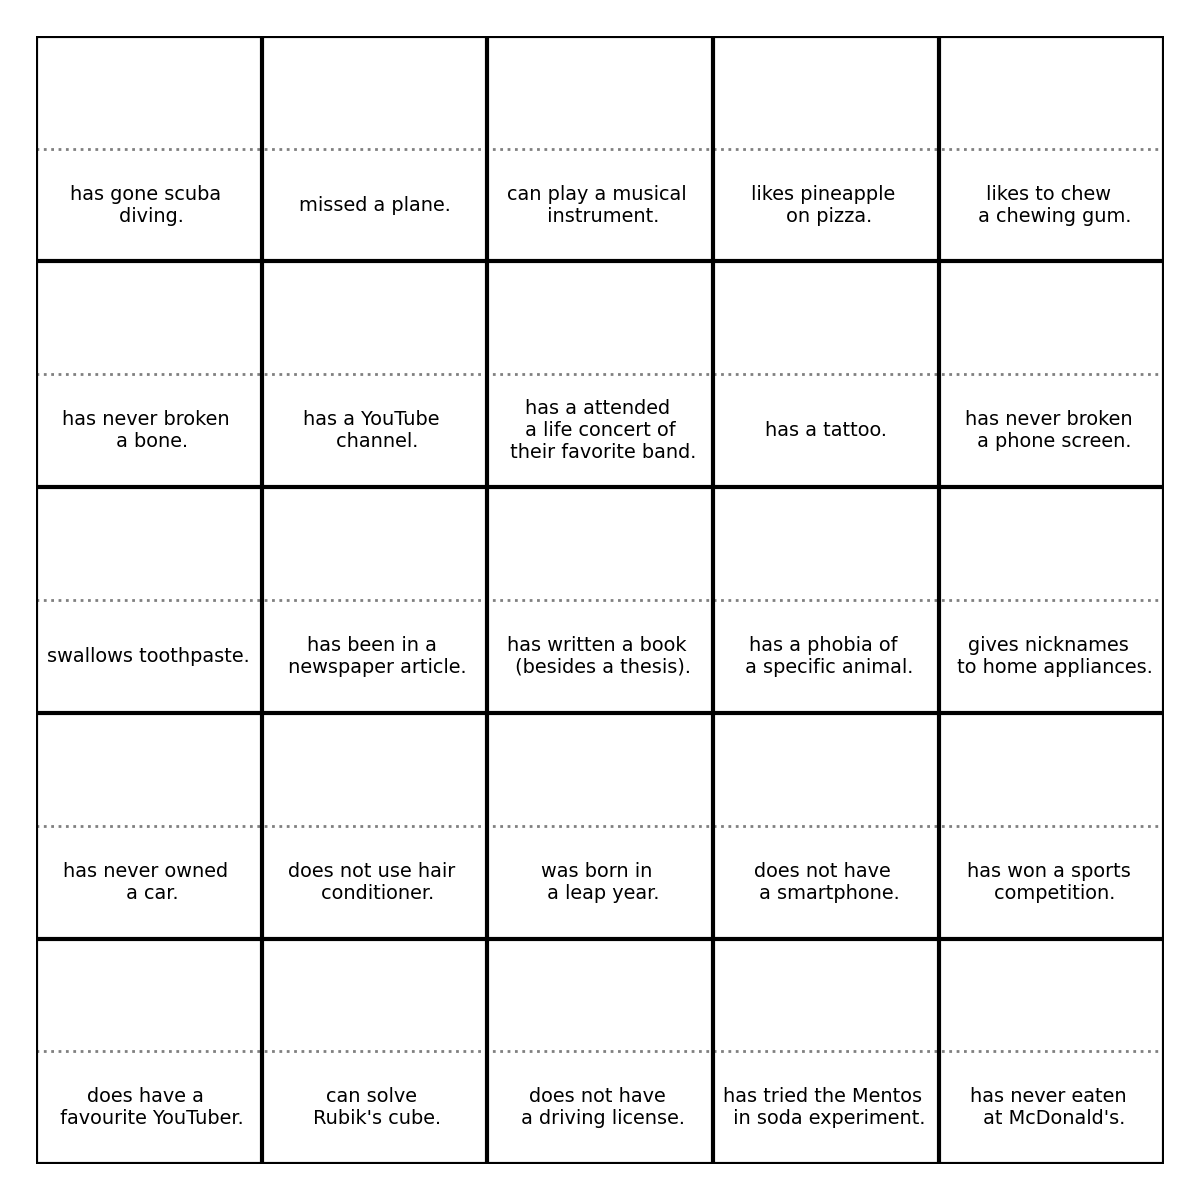 has gone scuba
diving.
missed a plane.
can play a musical
instrument.
likes pineapple
on pizza.
likes to chew
a chewing gum.
has never broken
a bone.
has a YouTube
channel.
has a attended
a life concert of
their favorite band.
has a tattoo.
has never broken
a phone screen.
swallows toothpaste.
has been in a
newspaper article.
has written a book
(besides a thesis).
has a phobia of
a specific animal.
gives nicknames
to home appliances.
has never owned
a car.
does not use hair
conditioner.
was born in
a leap year.
does not have
a smartphone.
has won a sports
competition.
does have a
favourite YouTuber.
can solve
Rubik's cube.
does not have
a driving license.
has tried the Mentos
in soda experiment.
has never eaten
at McDonald's.